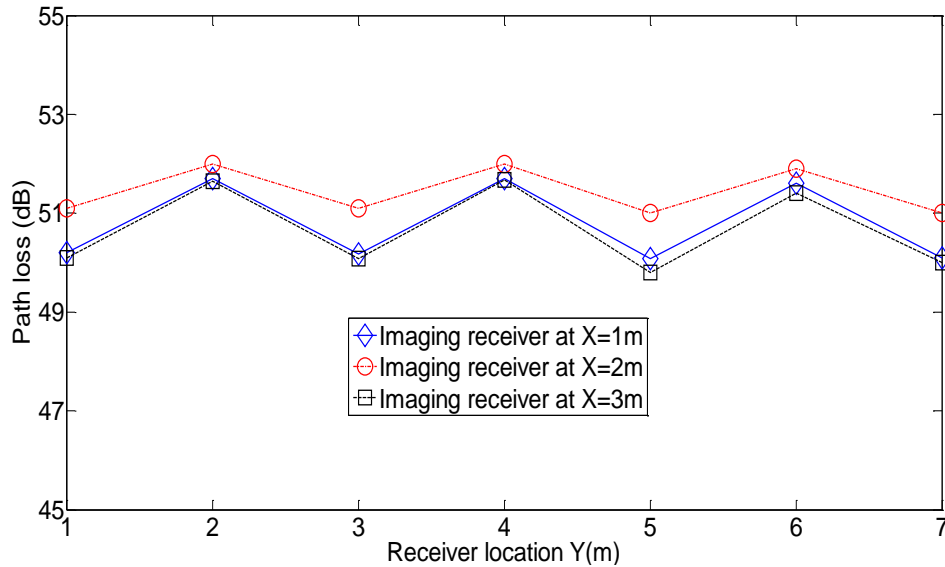 55
53
51
49
47
45
Path loss (dB)
Imaging receiver at X=1m
Imaging receiver at X=2m
Imaging receiver at X=3m
1 2 3 4 5 6 7
Receiver location Y(m)